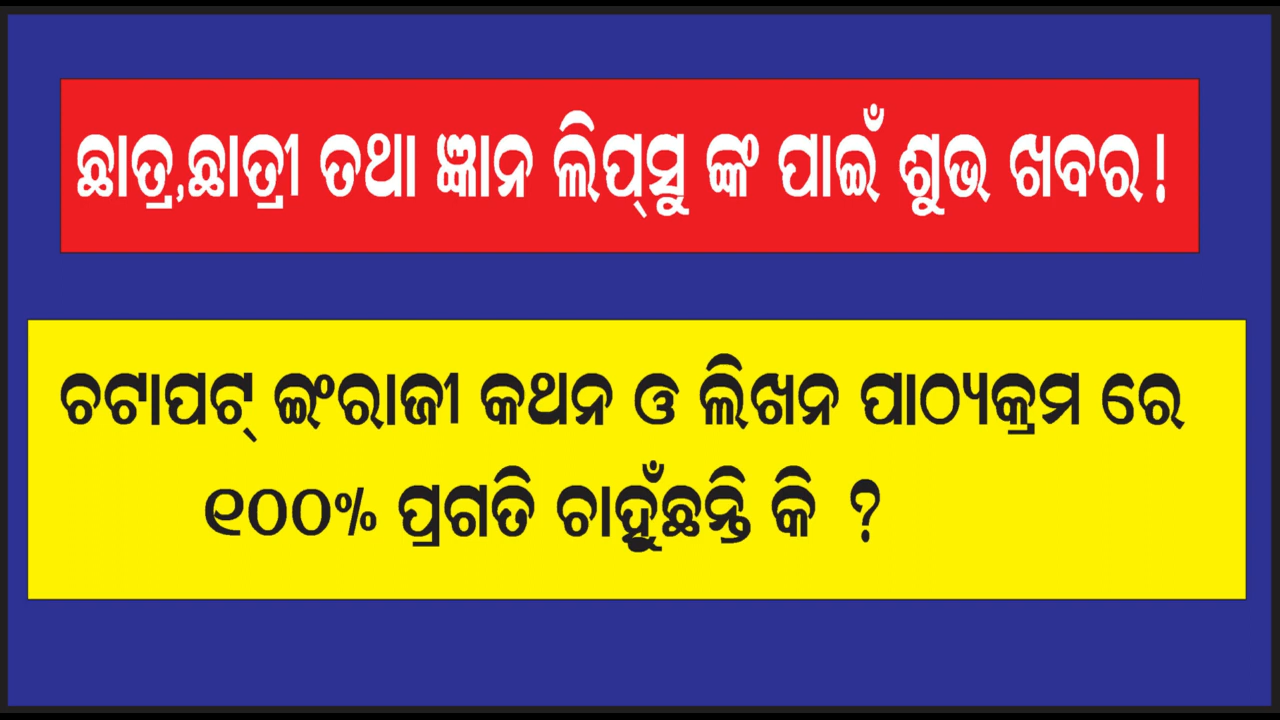 ଛାତ୍ର,ଛାତ୍ରୀ ତଥା ଜ୍ଞାନ ଲିପ୍‌ସୁ ଙ୍କ ପାଇଁ ଶୁଭ ଖବର!
ଚଟାପଟ୍ ଇଂରାଜୀ କଥନ ଓ ଲିଖନ ପାଠ୍ୟକ୍ରମ ରେ
୧୦୦% ପ୍ରଗତି ଚାହୁଁଛନ୍ତି କି ?